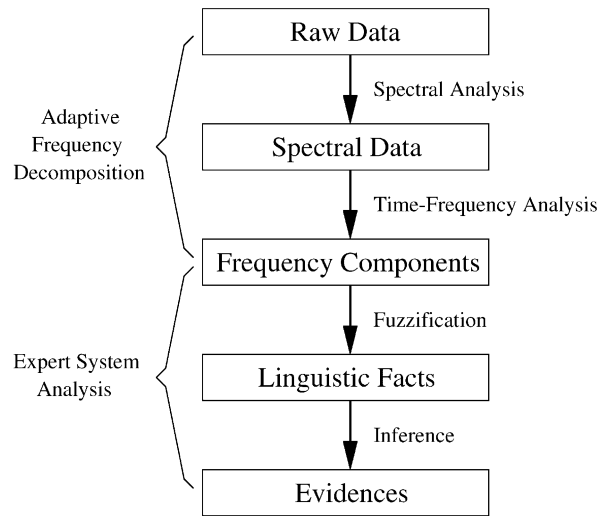 Raw Data
Spectral Analysis
Adaptive
Frequency
Decomposition
Spectral Data
Time-Frequency Analysis
Frequency Components
Fuzzification
Expert System
Analysis
Linguistic Facts
Inference
Evidences